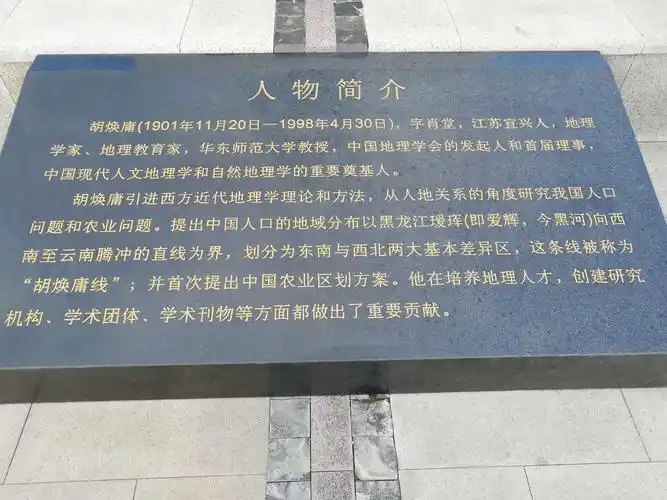 人物简介
胡焕庸(1901年11月20日—1998年4月30日)，字肖堂，江苏宜兴人，地理
学家、地理教育家，华东师范大学教授，中国地理学会的发起人和首届理事，
中国现代人文地理学和自然地理学的重要奠基人。
胡焕庸引进西方近代地理学理论和方法，从人地关系的角度研究我国人口
问题和农业问题。提出中国人口的地域分布以黑龙江瑷珲(即爱辉，今黑河)向西
南至云南腾冲的直线为界，划分为东南与西北两大基本差异区，这条线被称为
“胡焕庸线”；并首次提出中国农业区划方案。他在培养地理人才，创建研究
机构、学术团体、学术刊物等方面都做出了重要贡献。